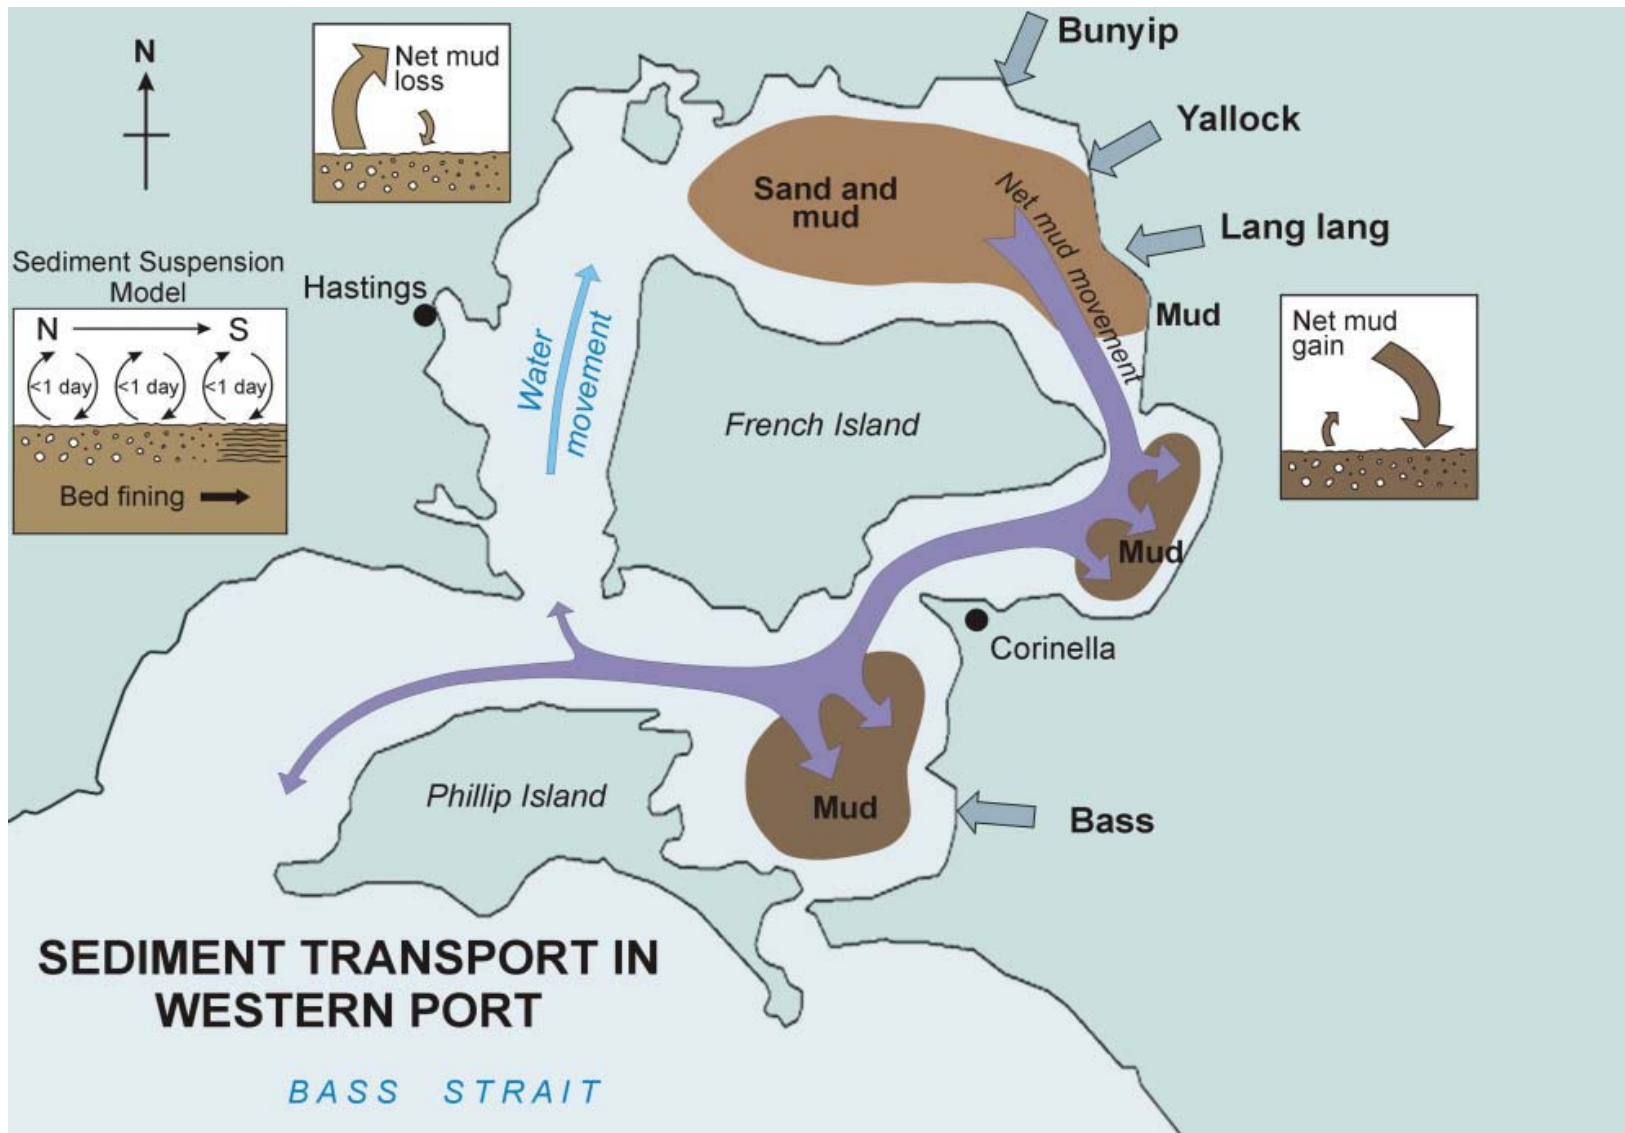 N
Net mud
loss
Bunyip
Yallock
Sand and
mud
Net mud movement
Lang lang
Sediment Suspension
Model
Hastings
N
S
<1 day
<1 day
<1 day
Bed fining
Water
movement
Mud
Net mud
gain
French Island
Mud
Corinella
Phillip Island
Mud
Bass
SEDIMENT TRANSPORT IN
WESTERN PORT
BASS STRAIT